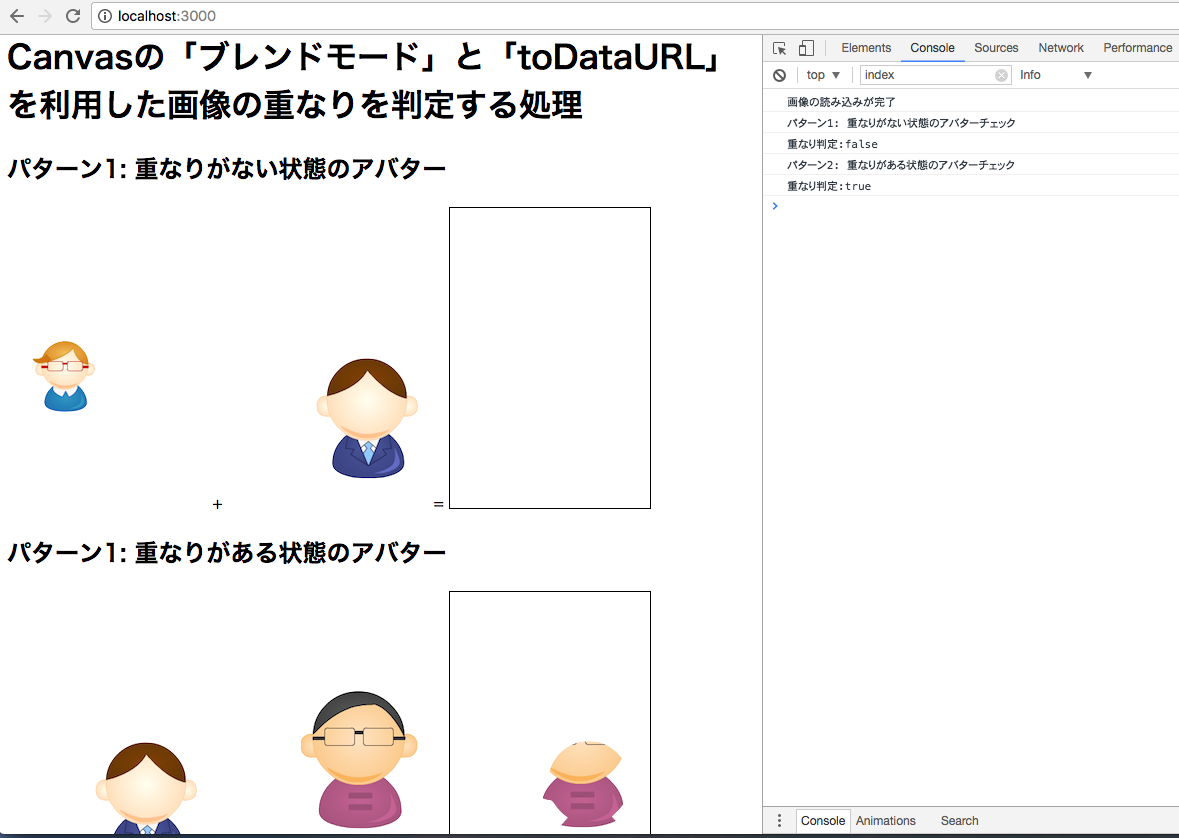 localhost:3000
Canvasの「ブレンドモード」と「toDataURL」
を利用した画像の重なりを判定する処理
パターン1: 重なりがない状態のアバター
+
=
パターン1: 重なりがある状態のアバター
Elements Console Sources Network Performance
top ▼ index Info ▼
画像の読み込みが完了
パターン1: 重なりがない状態のアバターチェック
重なり判定:false
パターン2: 重なりがある状態のアバターチェック
重なり判定:true
Console Animations Search